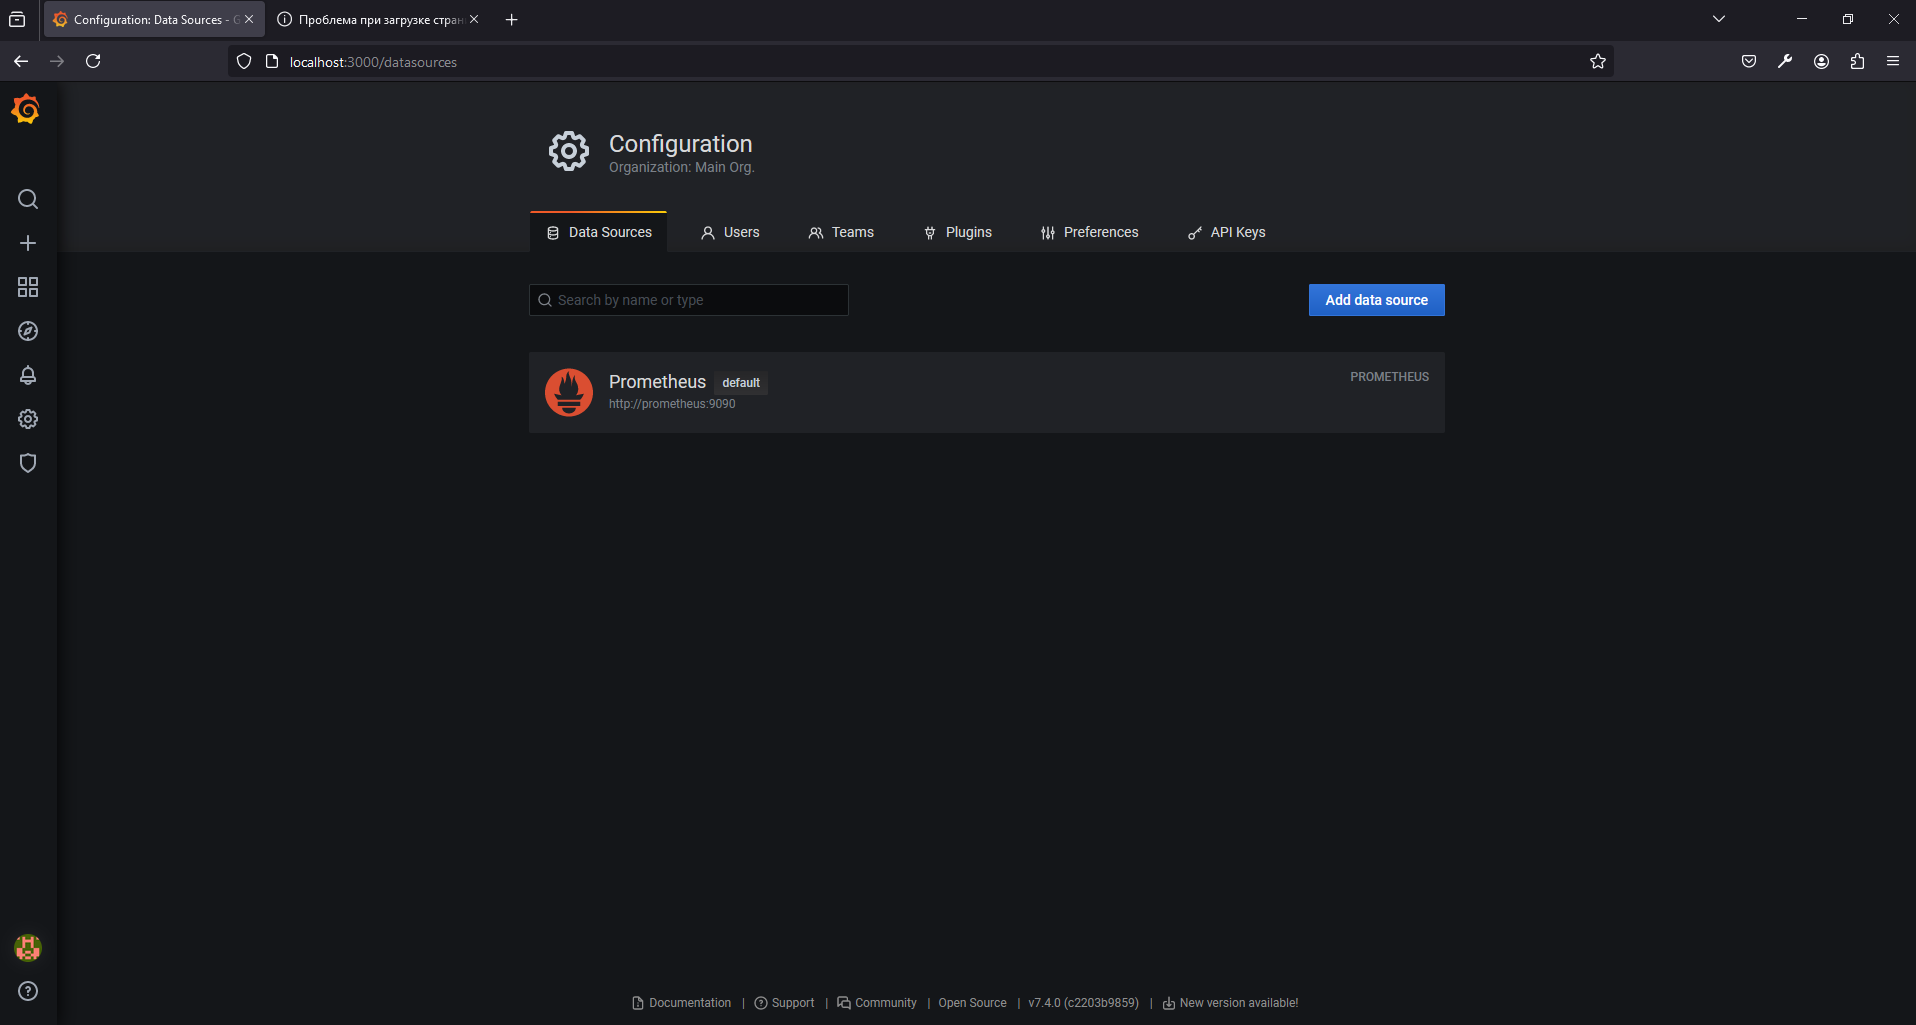 Configuration: Data Sources - G
Проблема при загрузке стран
localhost:3000/datasources
Configuration
Organization: Main Org.
Data Sources
Users
Teams
Plugins
Preferences
API Keys
Search by name or type
Add data source
Prometheus default
PROMETHEUS
http://prometheus:9090
Documentation | Support | Community | Open Source | v7.4.0 (c2203b9859) | New version available!